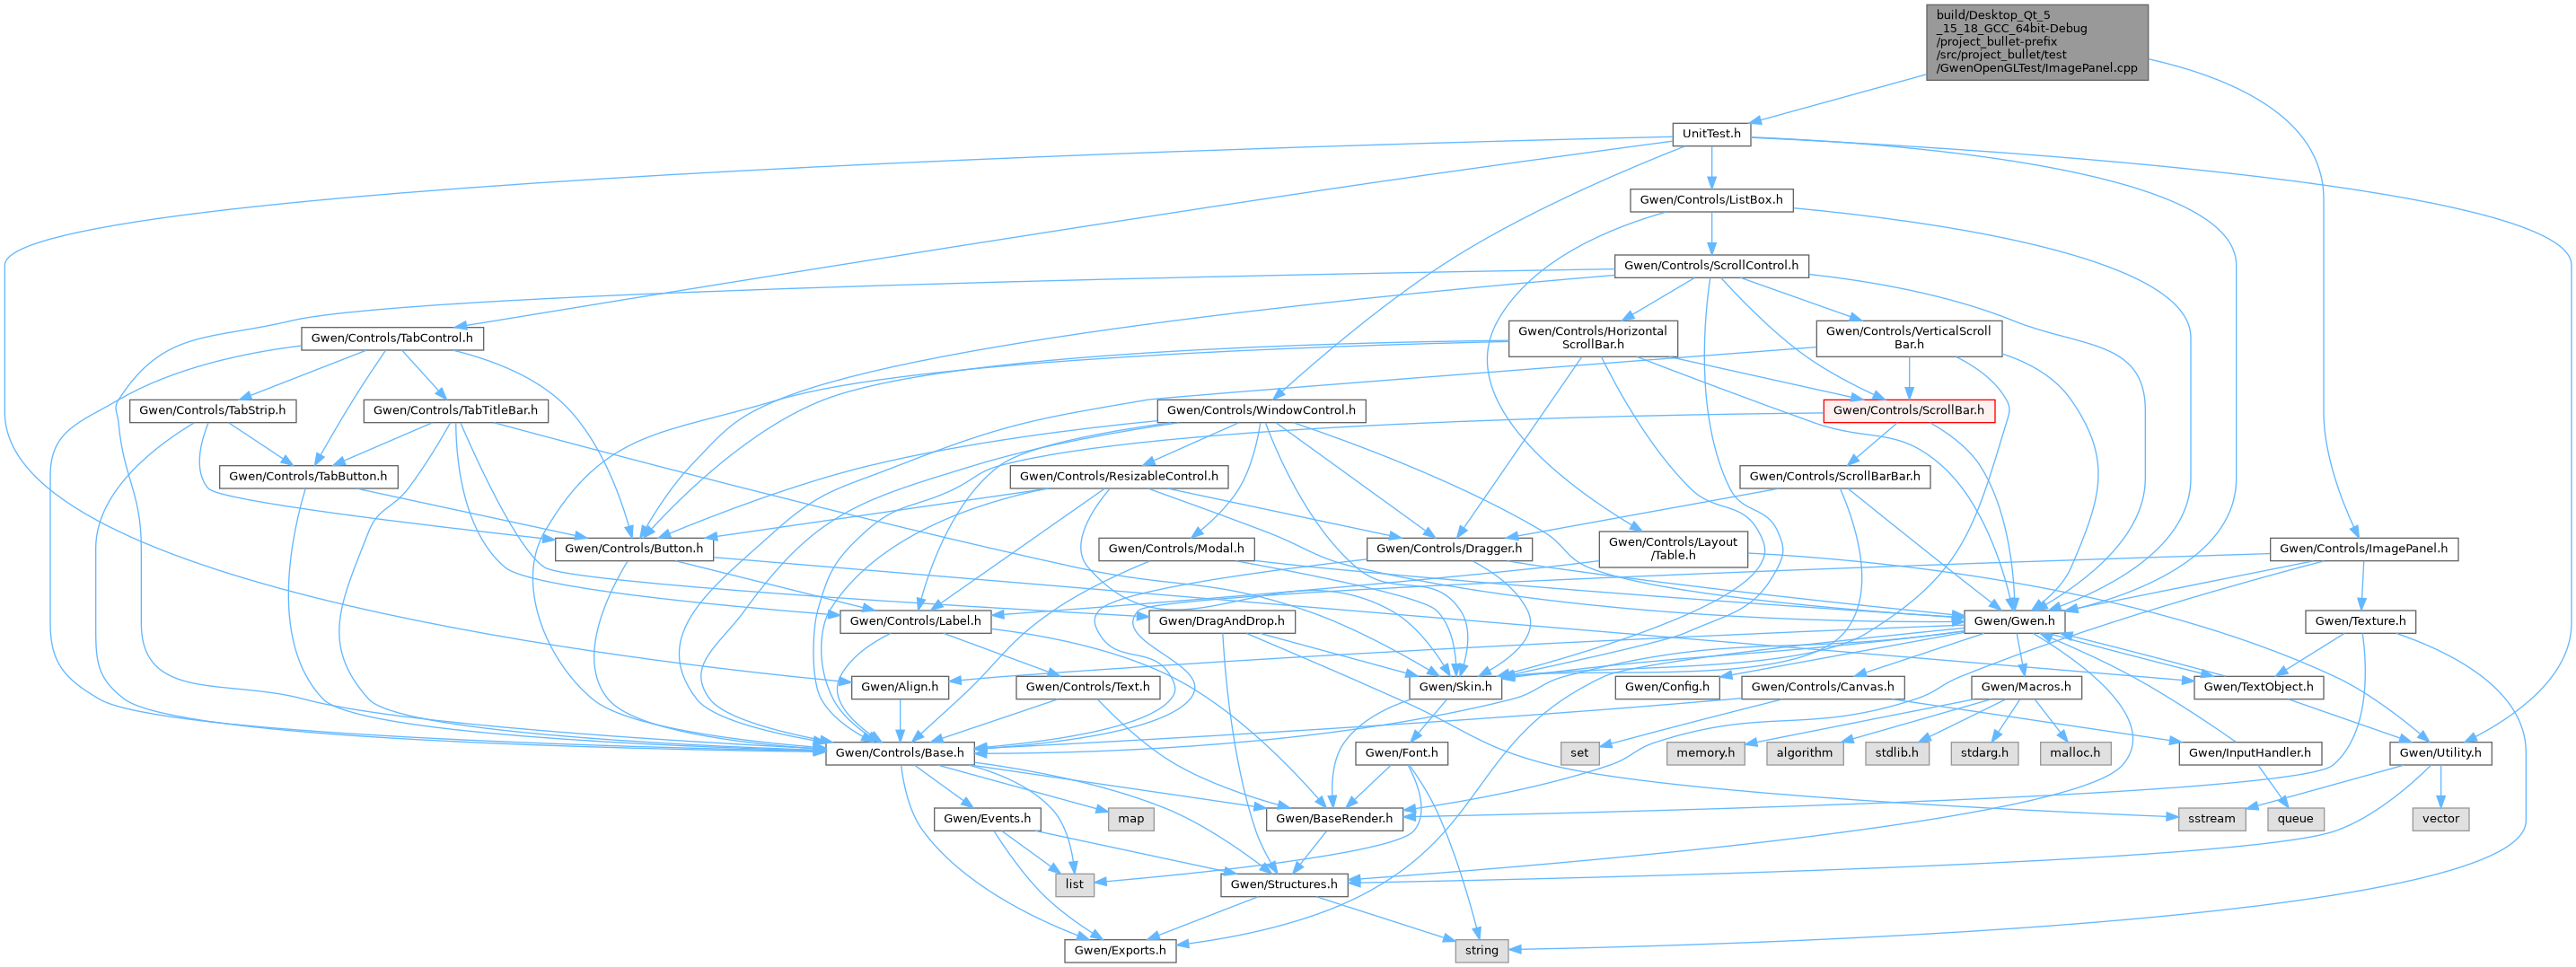 build/Desktop_Qt_5
_15_18_GCC_64bit-Debug
/project_bullet-prefix
/src/project_bullet/test
/GwenOpenGLTest/ImagePanel.cpp
UnitTest.h
Gwen/Controls/ListBox.h
Gwen/Controls/ScrollControl.h
Gwen/Controls/TabControl.h
Gwen/Controls/Horizontal
ScrollBar.h
Gwen/Controls/VerticalScroll
Bar.h
Gwen/Controls/TabStrip.h
Gwen/Controls/TabTitleBar.h
Gwen/Controls/WindowControl.h
Gwen/Controls/ScrollBar.h
Gwen/Controls/TabButton.h
Gwen/Controls/ResizableControl.h
Gwen/Controls/ScrollBarBar.h
Gwen/Controls/Button.h
Gwen/Controls/Modal.h
Gwen/Controls/Dragger.h
Gwen/Controls/Layout
/Table.h
Gwen/Controls/ImagePanel.h
Gwen/Controls/Label.h
Gwen/DragAndDrop.h
Gwen/Gwen.h
Gwen/Texture.h
Gwen/Align.h
Gwen/Controls/Text.h
Gwen/Skin.h
Gwen/Config.h
Gwen/Controls/Canvas.h
Gwen/Macros.h
Gwen/TextObject.h
Gwen/Controls/Base.h
Gwen/Font.h
set
memory.h
algorithm
stdlib.h
stdarg.h
malloc.h
Gwen/InputHandler.h
Gwen/Utility.h
Gwen/Events.h
map
Gwen/BaseRender.h
sstream
queue
vector
list
Gwen/Structures.h
Gwen/Exports.h
string